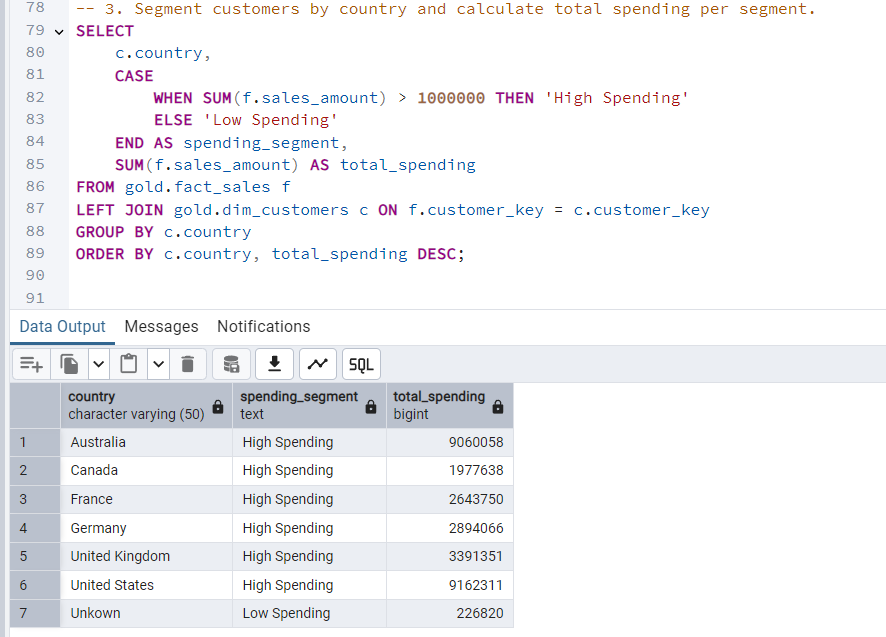 78 -- 3. Segment customers by country and calculate total spending per segment.
79 SELECT
80 c.country,
81 CASE
82 WHEN SUM(f.sales_amount) > 1000000 THEN 'High Spending'
83 ELSE 'Low Spending'
84 END AS spending_segment,
85 SUM(f.sales_amount) AS total_spending
86 FROM gold.fact_sales f
87 LEFT JOIN gold.dim_customers c ON f.customer_key = c.customer_key
88 GROUP BY c.country
89 ORDER BY c.country, total_spending DESC;
90
91
Data Output Messages Notifications
SQL
country spending_segment total_spending
character varying (50) text bigint
1 Australia High Spending 9060058
2 Canada High Spending 1977638
3 France High Spending 2643750
4 Germany High Spending 2894066
5 United Kingdom High Spending 3391351
6 United States High Spending 9162311
7 Unkown Low Spending 226820